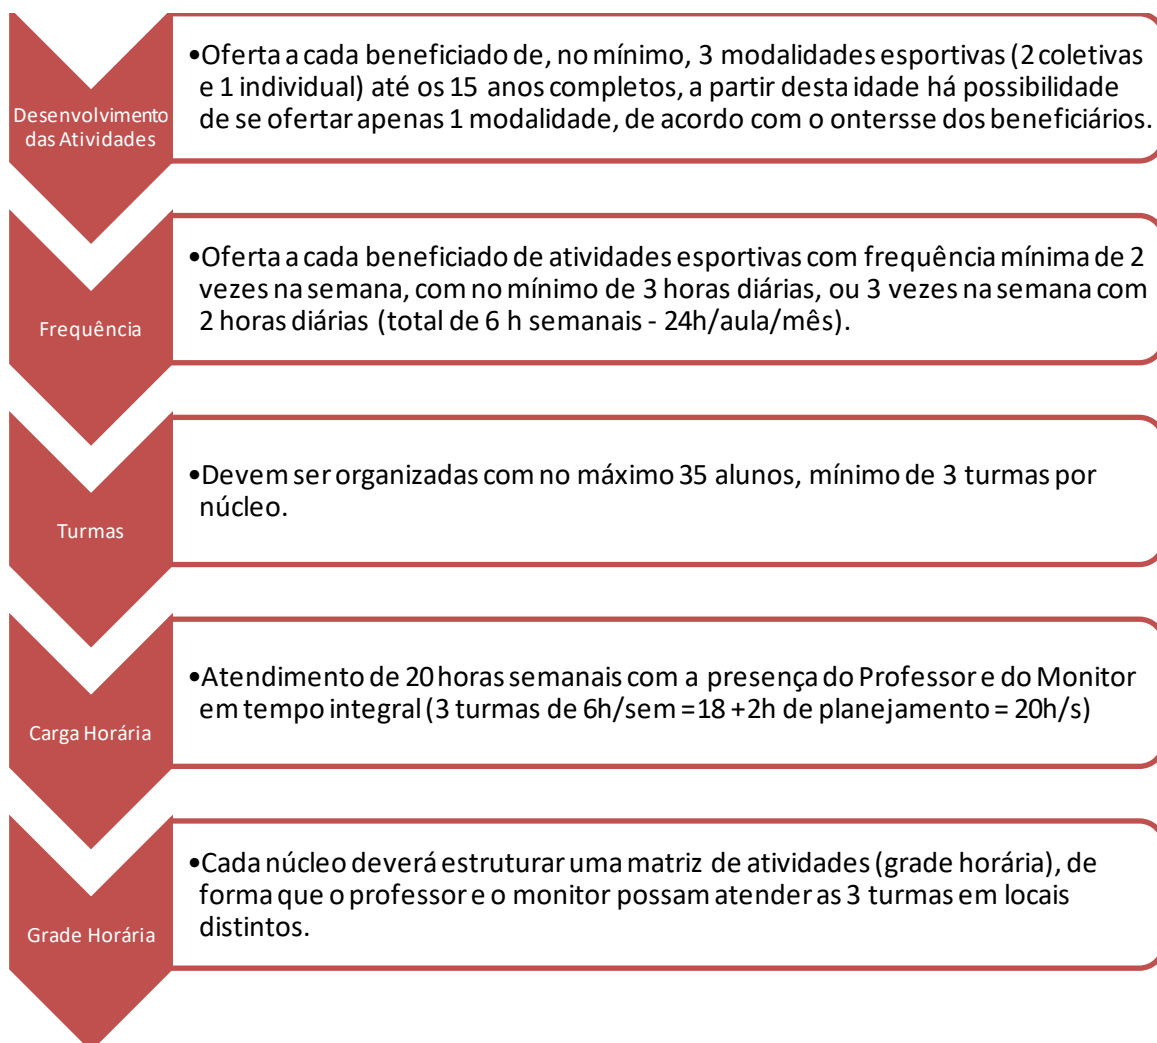 Desenvolvimento
das Atividades
•Oferta a cada beneficiado de, no mínimo, 3 modalidades esportivas (2 coletivas
e 1 individual) até os 15 anos completos, a partir desta idade há possibilidade
de se ofertar apenas 1 modalidade, de acordo com o ontersse dos beneficiários.
Frequência
•Oferta a cada beneficiado de atividades esportivas com frequência mínima de 2
vezes na semana, com no mínimo de 3 horas diárias, ou 3 vezes na semana com
2 horas diárias (total de 6 h semanais - 24h/aula/mês).
Turmas
•Devem ser organizadas com no máximo 35 alunos, mínimo de 3 turmas por
núcleo.
Carga Horária
•Atendimento de 20 horas semanais com a presença do Professor e do Monitor
em tempo integral (3 turmas de 6h/sem =18 +2h de planejamento = 20h/s)
Grade Horária
•Cada núcleo deverá estruturar uma matriz de atividades (grade horária), de
forma que o professor e o monitor possam atender as 3 turmas em locais
distintos.